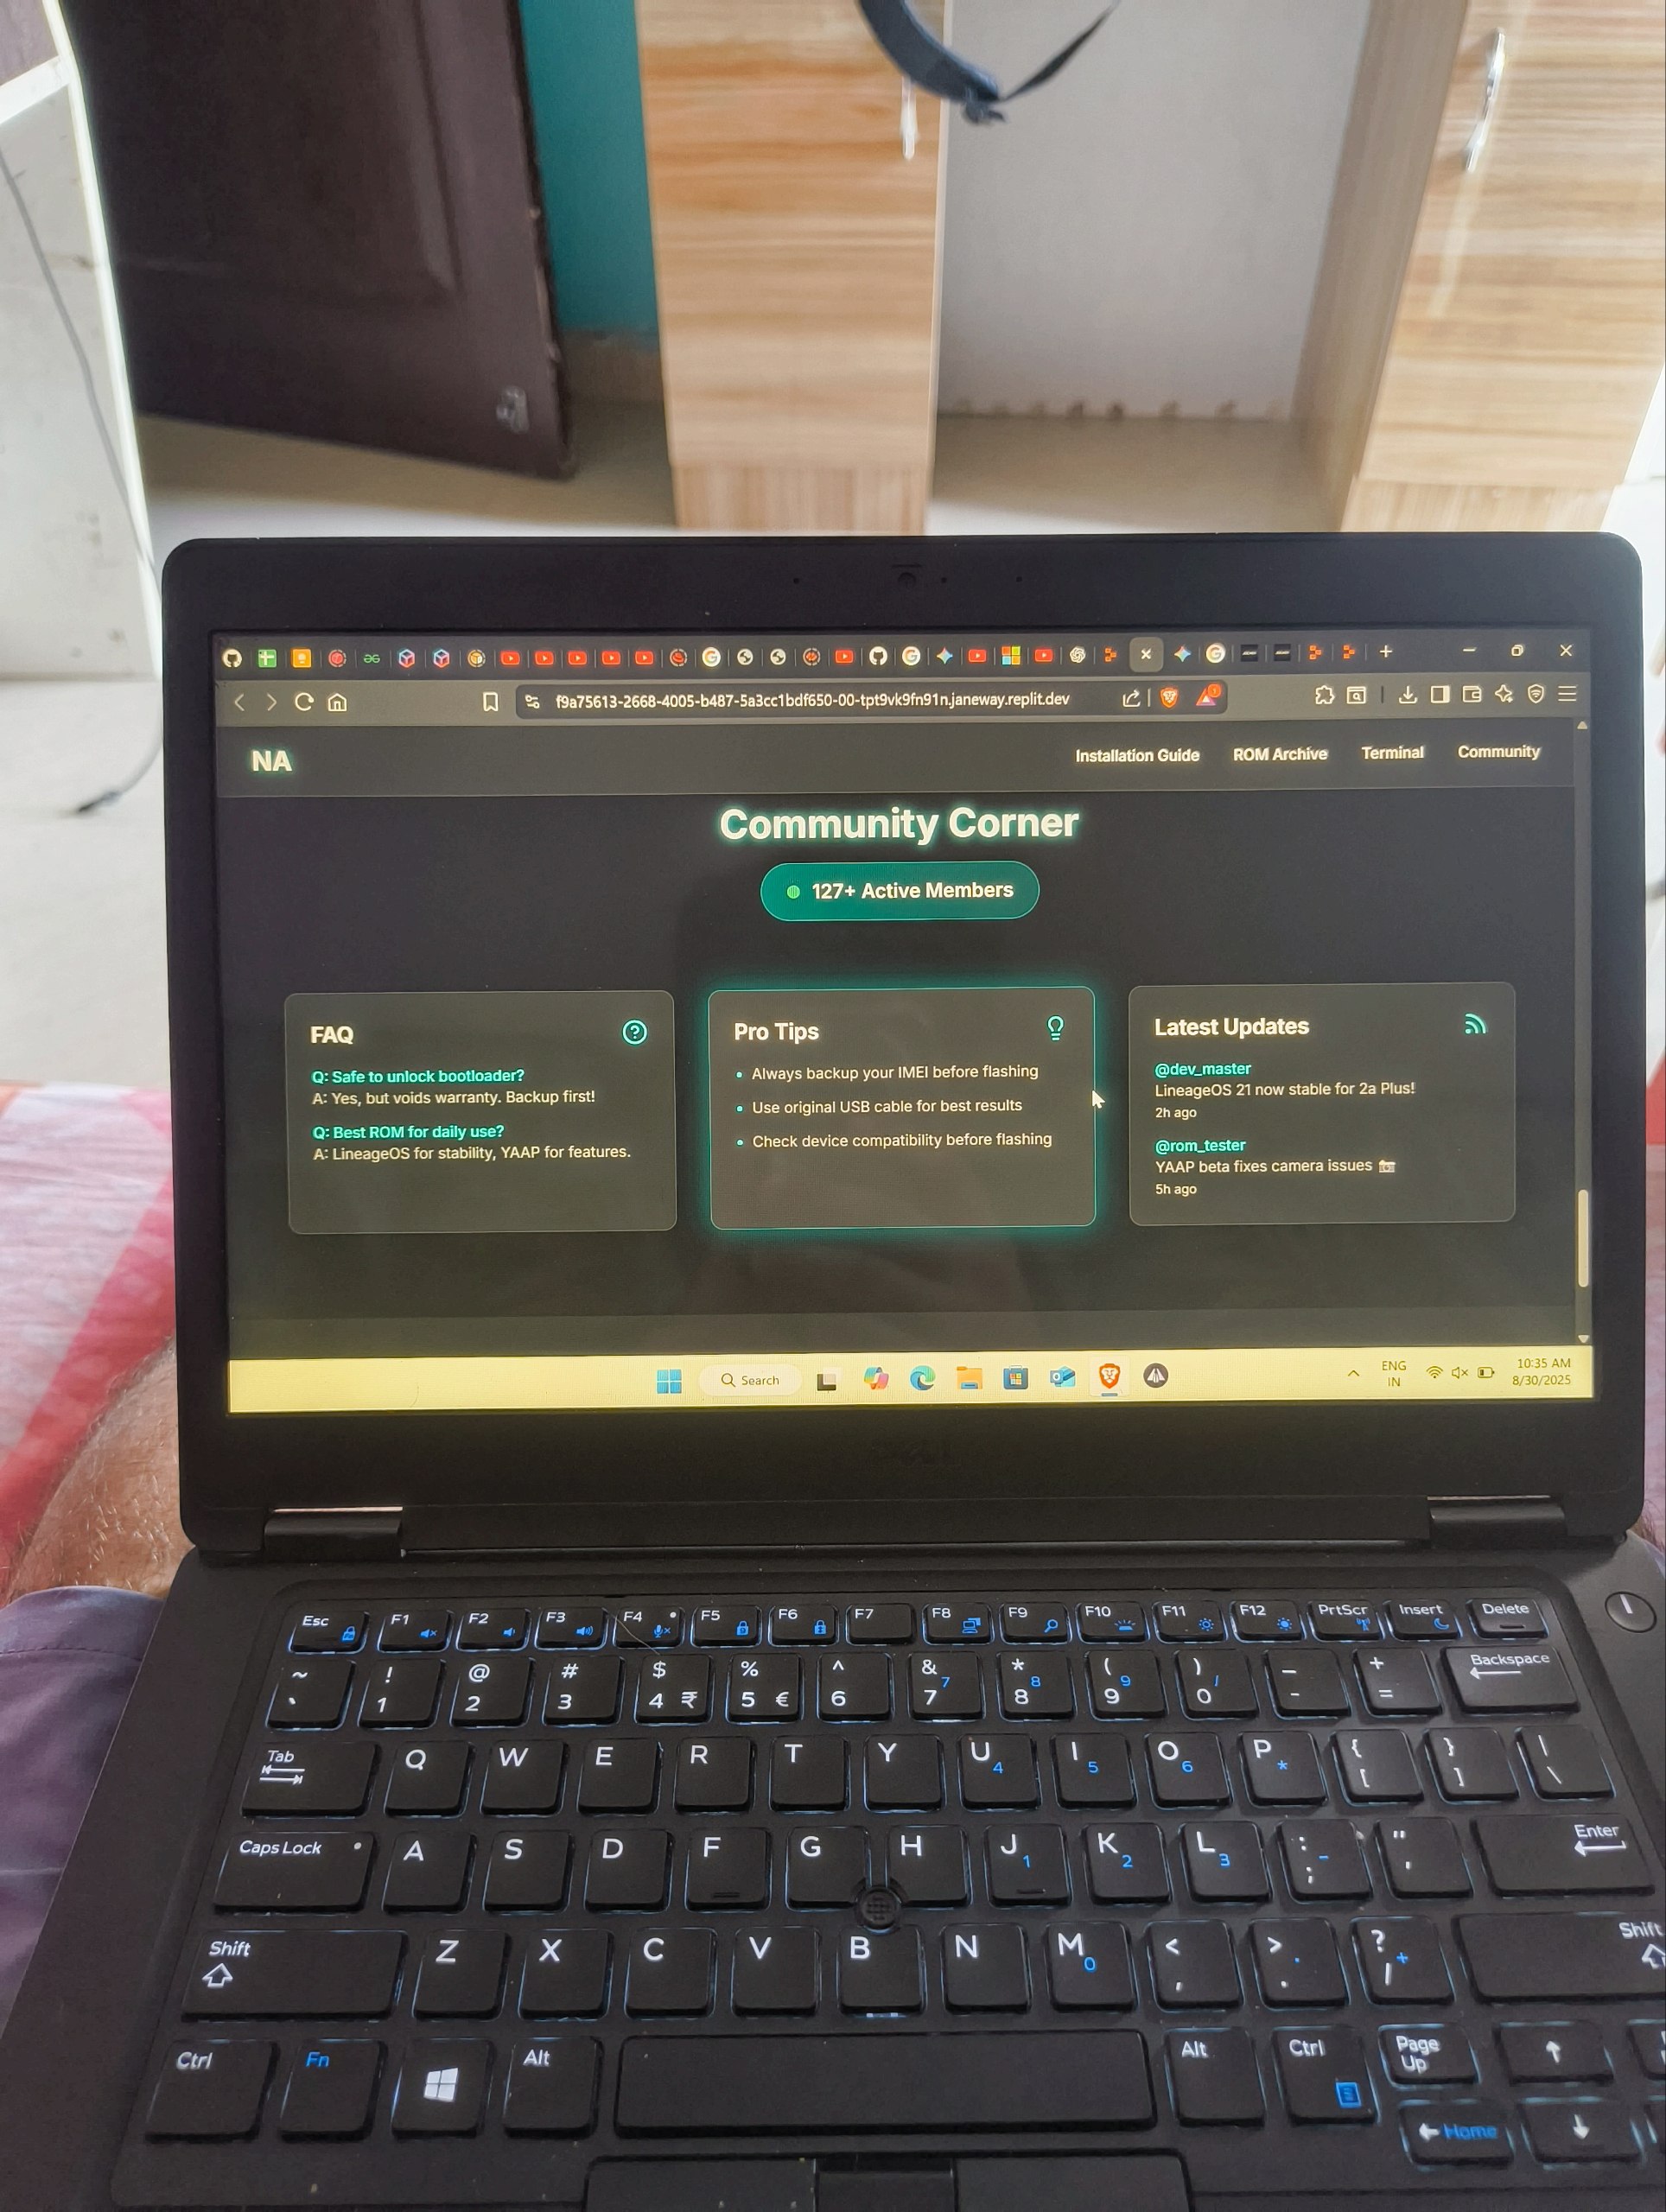 f9a75613-2668-4005-b487-5a3cc1bdf650-00-tpt9vk9fn91n.janeway.replit.dev
NA
Installation Guide
ROM Archive
Terminal
Community
Community Corner
127+ Active Members
FAQ
Q: Safe to unlock bootloader?
A: Yes, but voids warranty. Backup first!
Q: Best ROM for daily use?
A: LineageOS for stability, YAAP for features.
Pro Tips
• Always backup your IMEI before flashing
• Use original USB cable for best results
• Check device compatibility before flashing
Latest Updates
@dev_master
LineageOS 21 now stable for 2a Plus!
2h ago
@rom_tester
YAAP beta fixes camera issues 📷
5h ago
Search
ENG
IN
10:35 AM
8/30/2025
DELL
Esc F1 F2 F3 F4 F5 F6 F7 F8 F9 F10 F11 F12 PrtScr Insert Delete
~ ! @ # $ % ^ & 7 * 8 ( 9 ) / _ + Backspace
` 1 2 3 4 ₹ 5 € 6 7 8 9 0 - =
Tab Q W E R T Y U 4 I 5 O 6 P * { [ } ] | \
Caps Lock A S D F G H J 1 K 2 L 3 : ; - " ' Enter
Shift Z X C V B N M 0 < , > . . ? / + Shift
Ctrl Fn Alt Alt Ctrl Page Up
Home